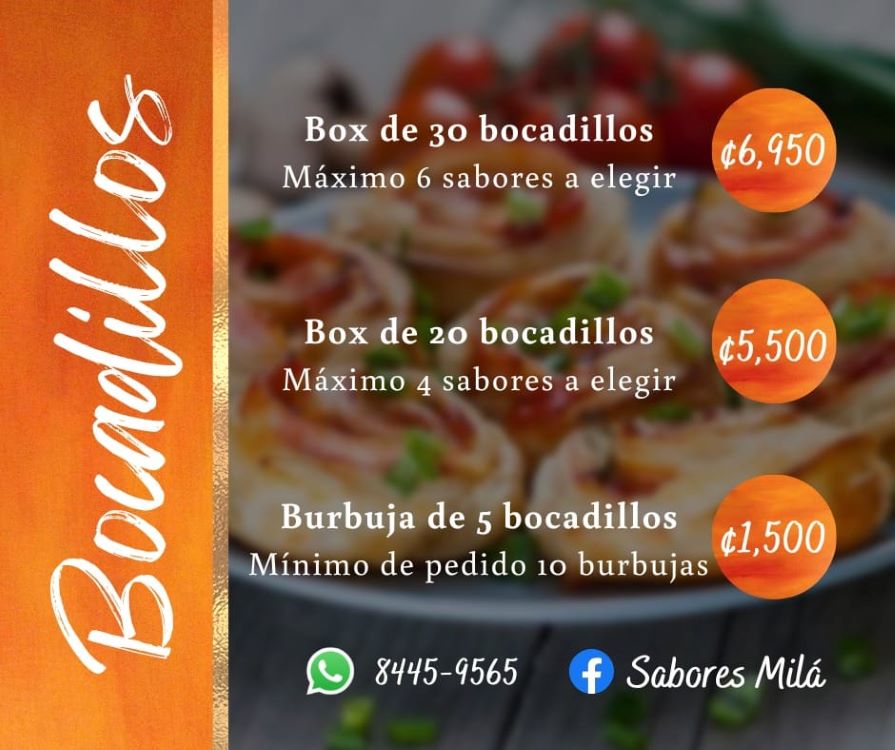 Bocadillos
Box de 30 bocadillos
Máximo 6 sabores a elegir
¢6,950
Box de 20 bocadillos
Máximo 4 sabores a elegir
¢5,500
Burbuja de 5 bocadillos
Mínimo de pedido 10 burbujas
¢1,500
8445-9565
Sabores Milá